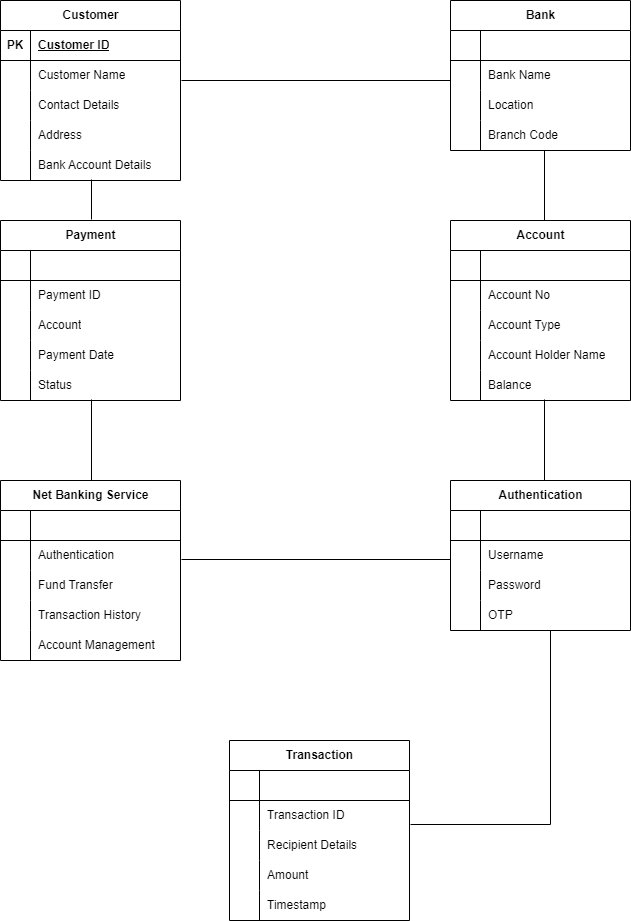 Customer
PK Customer ID
Customer Name
Contact Details
Address
Bank Account Details
Bank
Bank Name
Location
Branch Code
Payment
Payment ID
Account
Payment Date
Status
Account
Account No
Account Type
Account Holder Name
Balance
Net Banking Service
Authentication
Fund Transfer
Transaction History
Account Management
Authentication
Username
Password
OTP
Transaction
Transaction ID
Recipient Details
Amount
Timestamp